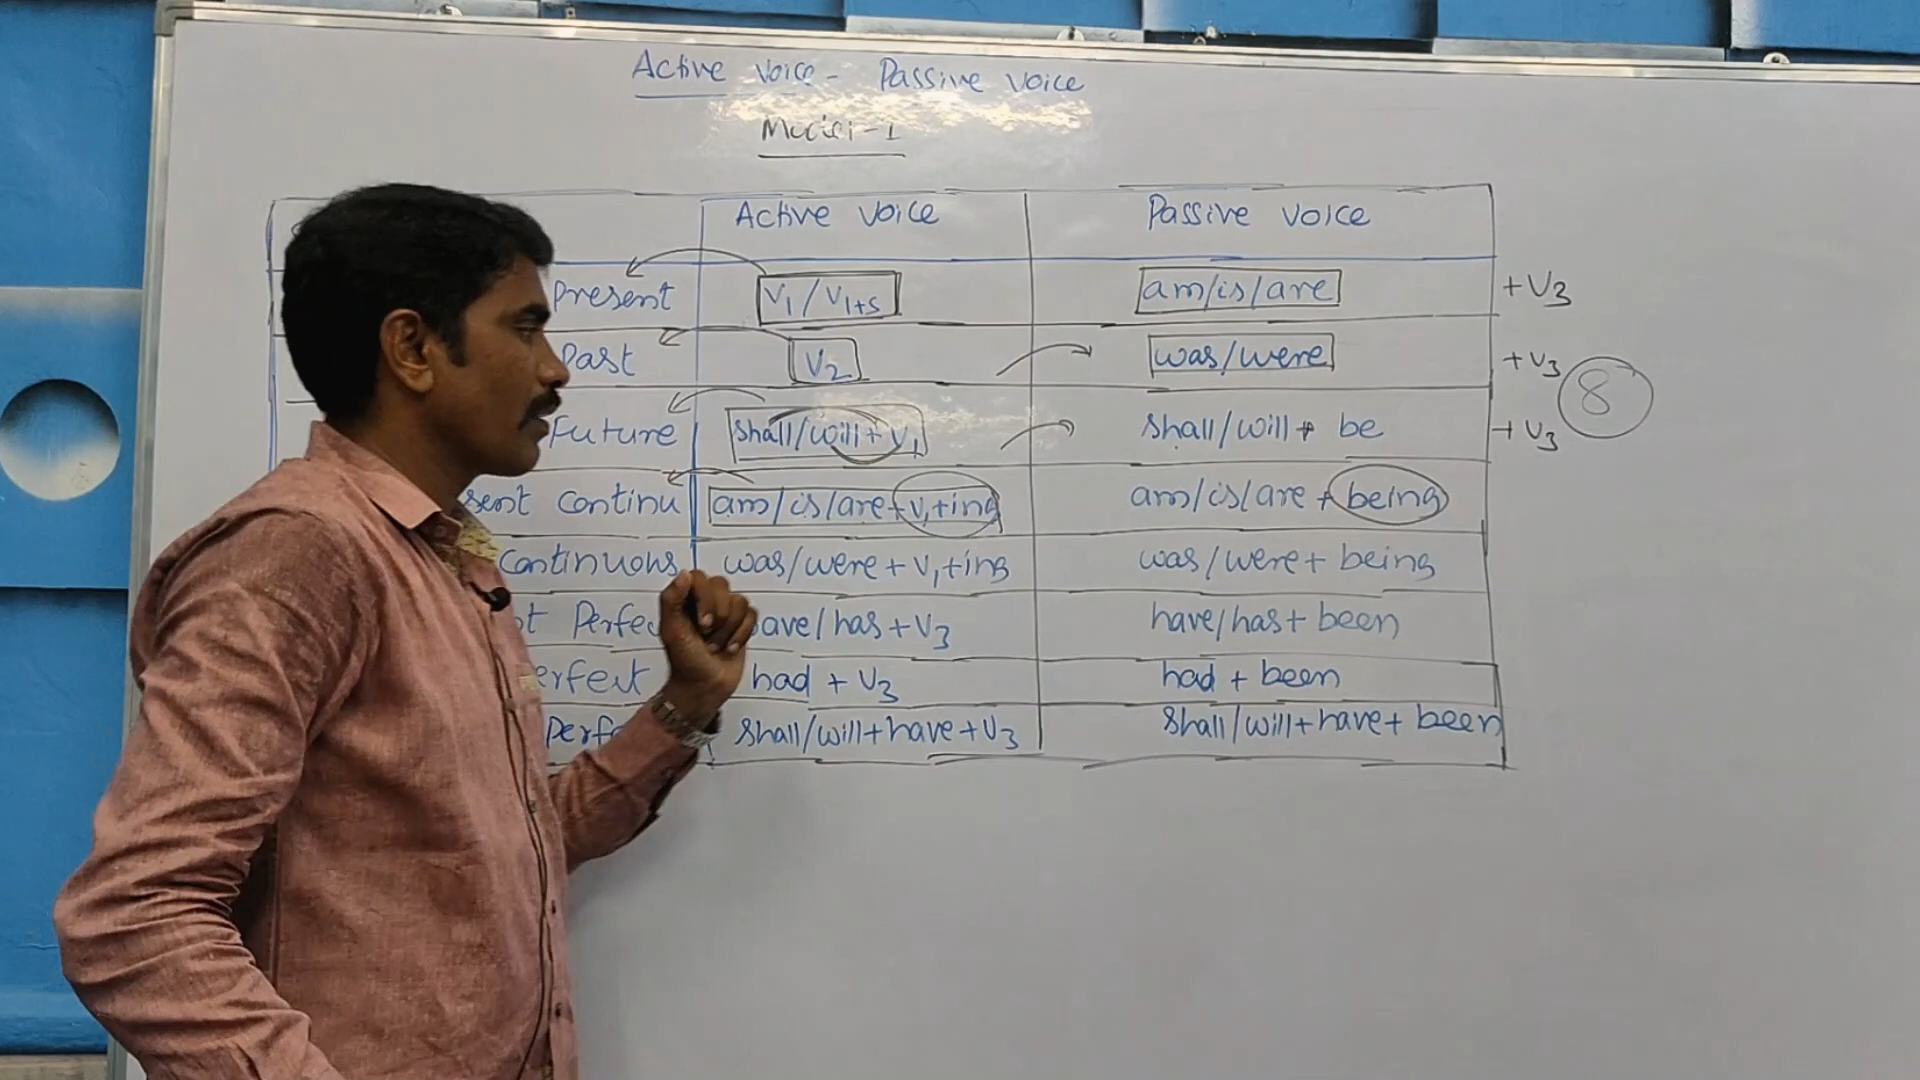 Active Voice - Passive Voice
Active Voice Passive Voice
Present V1 / V1+s am/is/are +V3
Past V2 was/were +V3
8
Future shall/will + V1 shall/will + be +V3
Continu am/is/are+V1+ing am/is/are + being
Continuous was/were + V1+ing was/were + being
have/has + V3 have/has + been
had + V3 had + been
shall/will+have+V3 shall/will+have+been